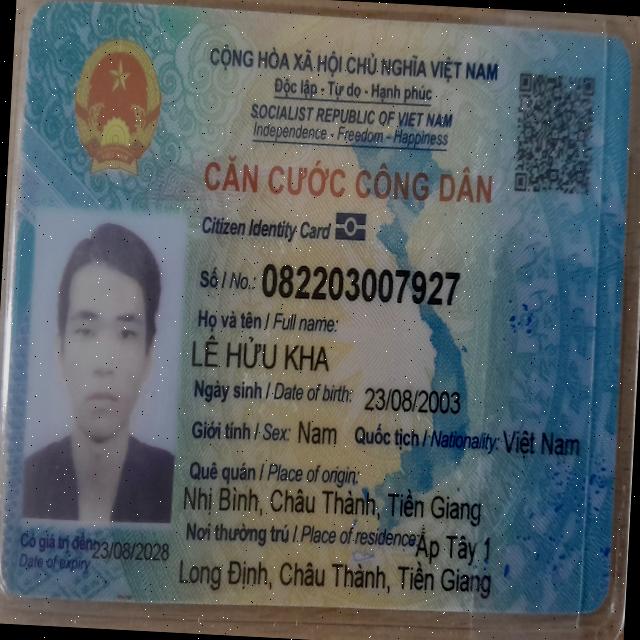 CỘNG HÒA XÃ HỘI CHỦ NGHĨA VIỆT NAM
Độc lập - Tự do - Hạnh phúc
SOCIALIST REPUBLIC OF VIET NAM
Independence - Freedom - Happiness
CĂN CƯỚC CÔNG DÂN
Citizen Identity Card
Số / No.: 082203007927
Họ và tên / Full name:
LÊ HỬU KHA
Ngày sinh / Date of birth: 23/08/2003
Giới tính / Sex: Nam Quốc tịch / Nationality: Việt Nam
Quê quán / Place of origin:
Nhị Bình, Châu Thành, Tiền Giang
Nơi thường trú / Place of residence: Ấp Tây 1
Long Định, Châu Thành, Tiền Giang
Có giá trị đến: 23/08/2028
Date of expiry